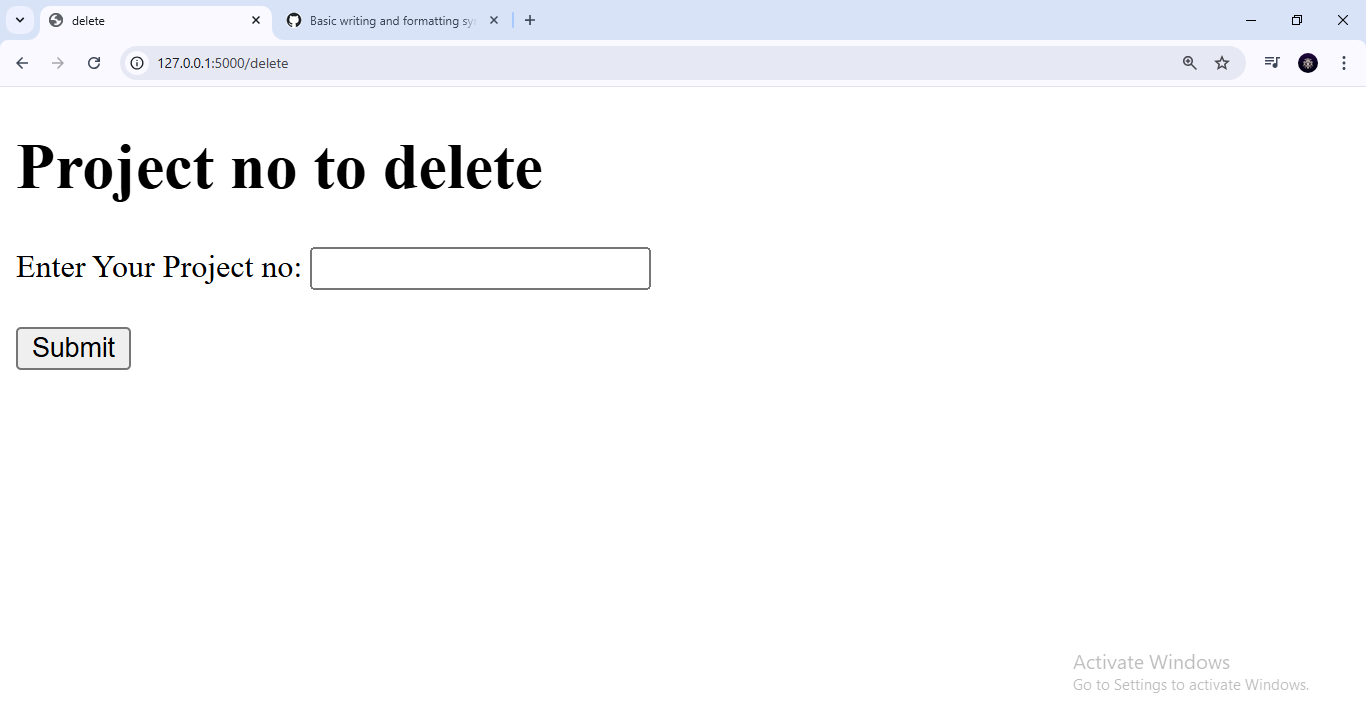 delete
Basic writing and formatting sy
127.0.0.1:5000/delete
Project no to delete
Enter Your Project no:
Submit
Activate Windows
Go to Settings to activate Windows.